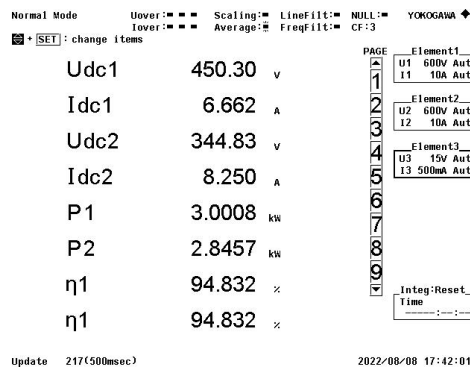 Normal Mode Uover:■ ■ ■ Scaling:■ LineFilt:■ NULL:■ YOKOGAWA ◆
Iover:■ ■ ■ Average:■ FreqFilt:■ CF:3
+ SET : change items
PAGE
Udc1 450.30 V
Idc1 6.662 A
Udc2 344.83 V
Idc2 8.250 A
P1 3.0008 kW
P2 2.8457 kW
η1 94.832 %
η1 94.832 %
1
2
3
4
5
6
7
8
9
Element1
U1 600V Aut
I1 10A Aut
Element2
U2 600V Aut
I2 10A Aut
Element3
U3 15V Aut
I3 500mA Aut
Integ:Reset
Time
-----:--:--
Update 217(500msec) 2022/08/08 17:42:01